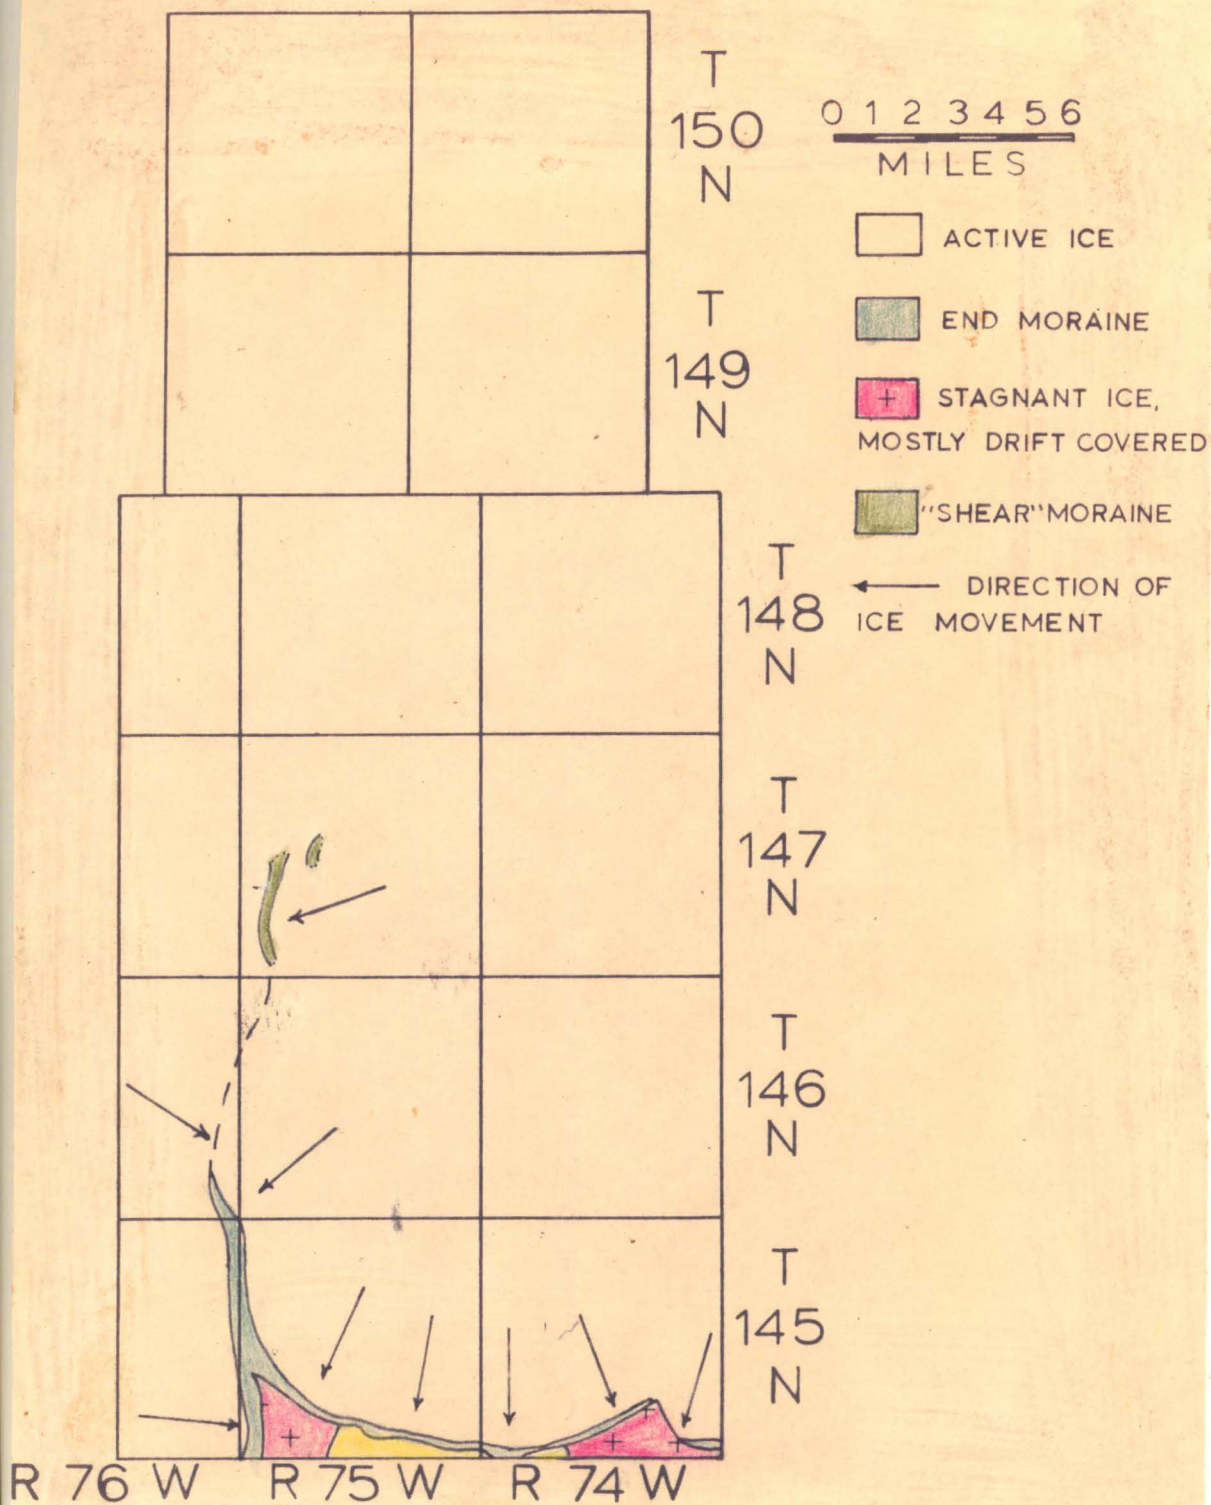 T
150
N
0 1 2 3 4 5 6
MILES
ACTIVE ICE
T
149
N
END MORAINE
+ STAGNANT ICE,
MOSTLY DRIFT COVERED
"SHEAR" MORAINE
T
148
N
DIRECTION OF
ICE MOVEMENT
T
147
N
T
146
N
T
145
N
+ + + +
R 76 W R 75 W R 74 W